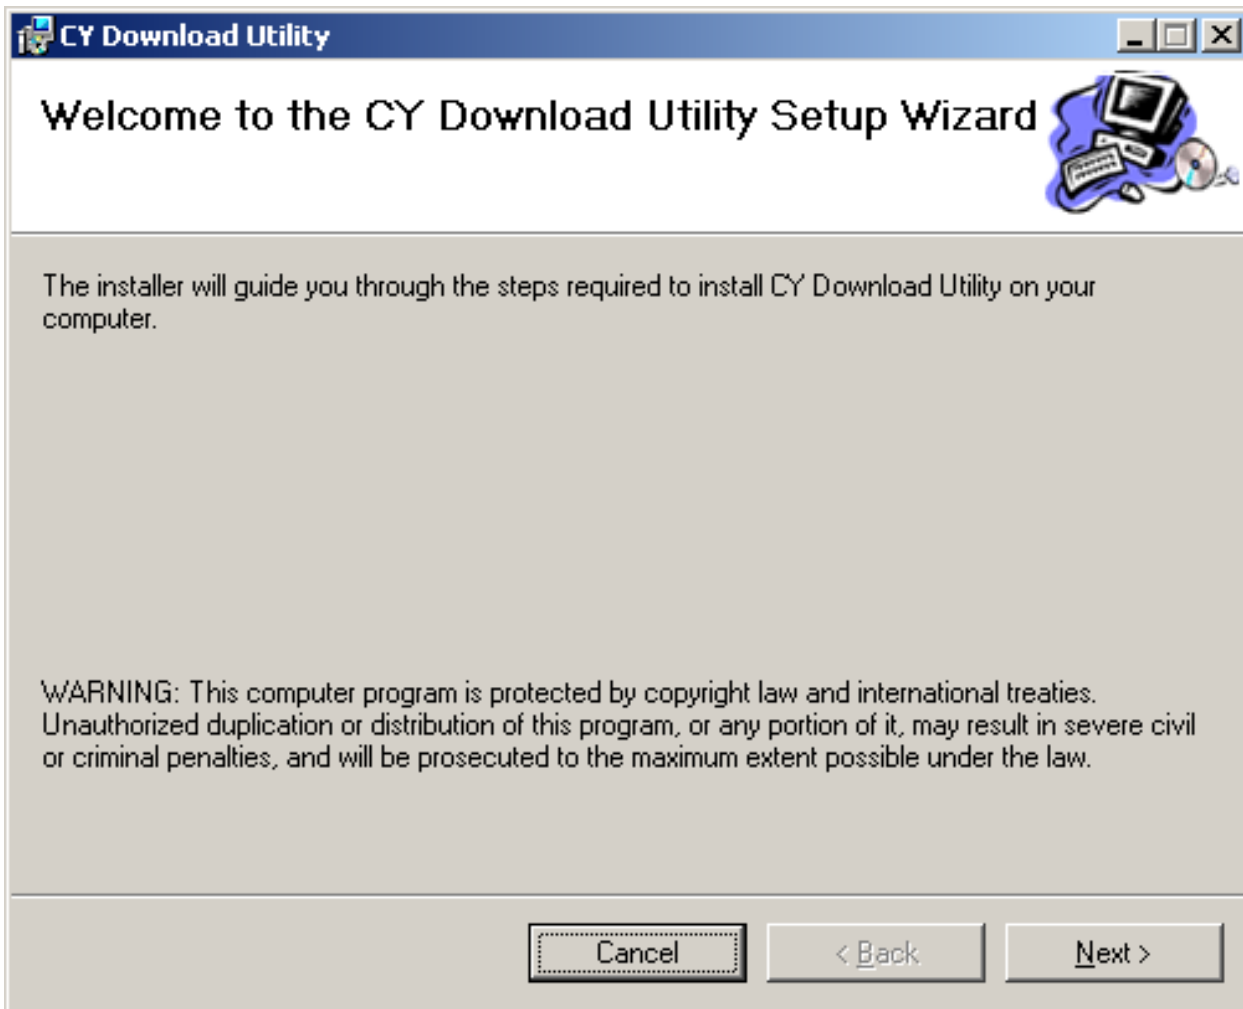 CY Download Utility
Welcome to the CY Download Utility Setup Wizard
The installer will guide you through the steps required to install CY Download Utility on your
computer.
WARNING: This computer program is protected by copyright law and international treaties.
Unauthorized duplication or distribution of this program, or any portion of it, may result in severe civil
or criminal penalties, and will be prosecuted to the maximum extent possible under the law.
Cancel
< Back
Next >